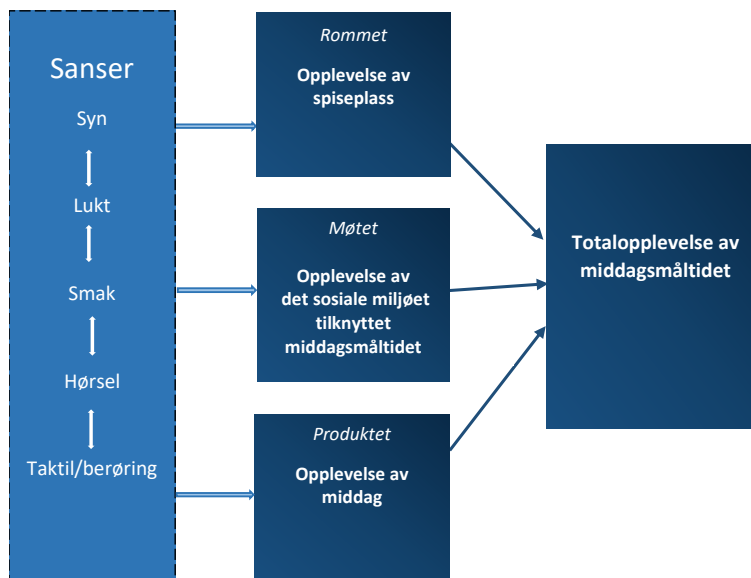 Sanser
Syn
Lukt
Smak
Hørsel
Taktil/berøring
Rommet
Opplevelse av
spiseplass
Møtet
Opplevelse av
det sosiale miljøet
tilknyttet
middagsmåltidet
Produktet
Opplevelse av
middag
Totalopplevelse av
middagsmåltidet